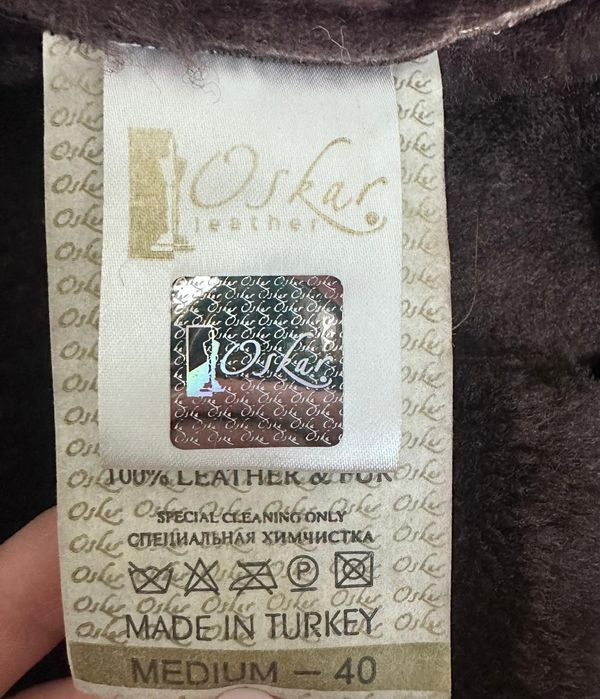 Oskar
leather
Oskar
100% LEATHER & FUR
SPECIAL CLEANING ONLY
СПЕЦИАЛЬНАЯ ХИМЧИСТКА
P
MADE IN TURKEY
MEDIUM – 40